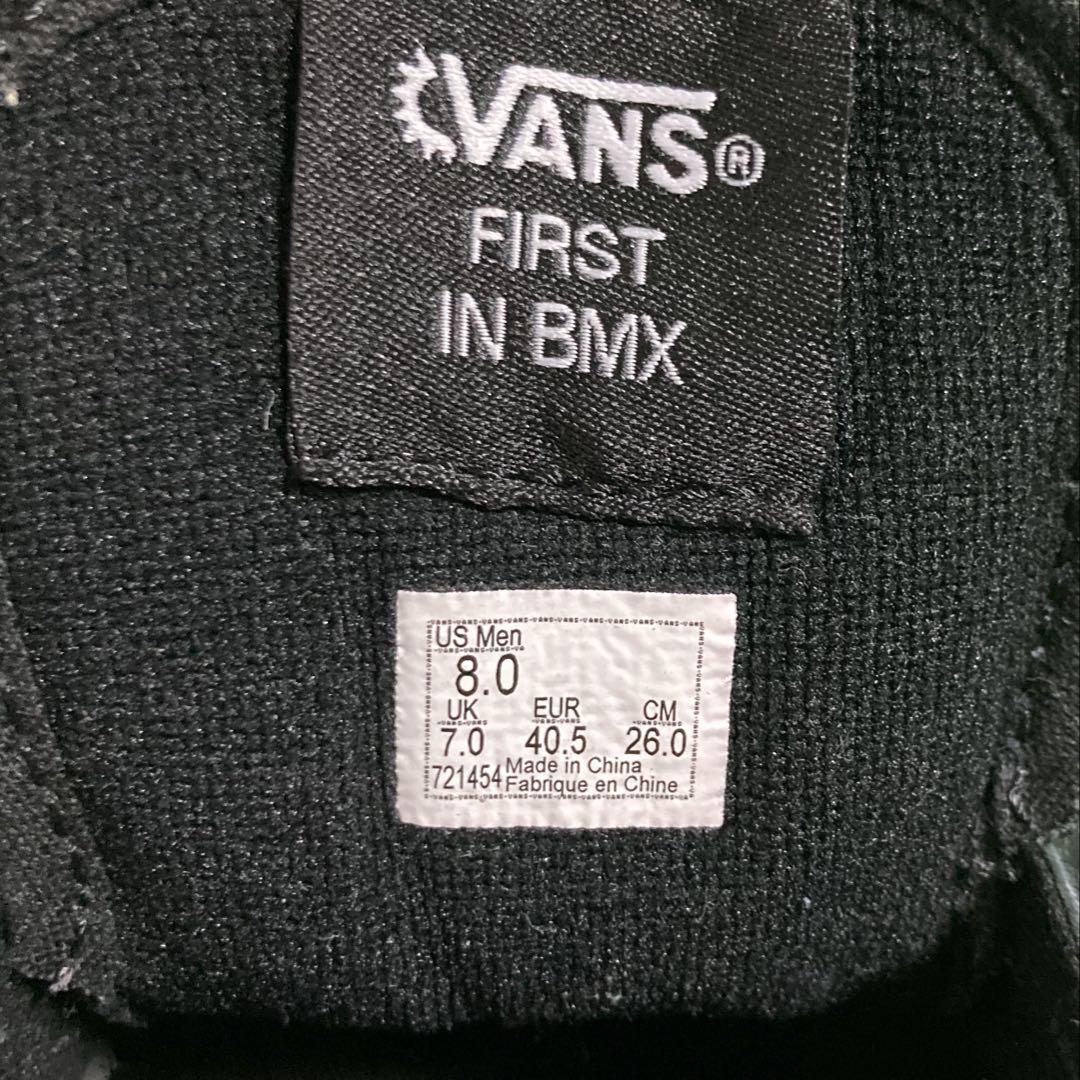 VANS®
FIRST
IN BMX
US Men
8.0
UK EUR CM
7.0 40.5 26.0
721454 Made in China
Fabrique en Chine